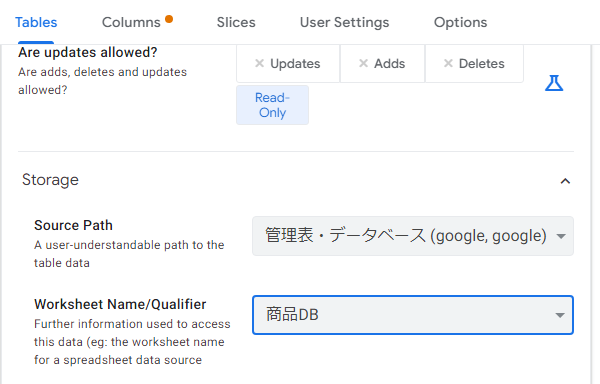 Tables Columns Slices User Settings Options
Are updates allowed?
Are adds, deletes and updates
allowed?
× Updates × Adds × Deletes
Read-
Only
Storage
Source Path
A user-understandable path to the
table data
管理表・データベース (google, google)
Worksheet Name/Qualifier
Further information used to access
this data (eg: the worksheet name
for a spreadsheet data source
商品DB